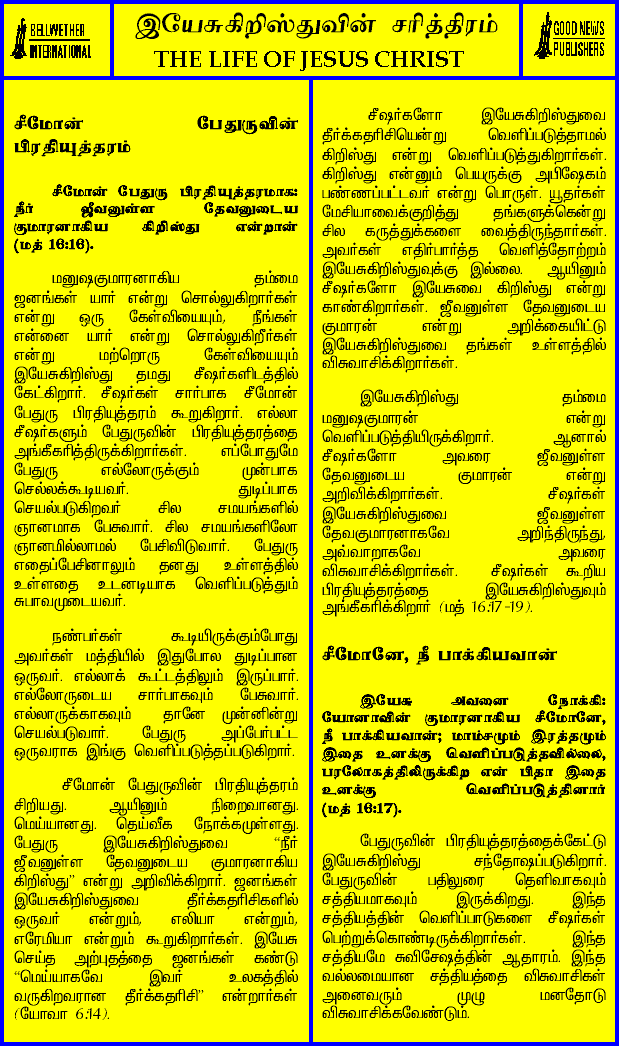 BELLWETHER
INTERNATIONAL
இயேசுகிறிஸ்துவின் சரித்திரம்
THE LIFE OF JESUS CHRIST
GOOD NEWS
PUBLISHERS
சீமோன் பேதுருவின்
பிரதியுத்தரம்
சீமோன் பேதுரு பிரதியுத்தரமாக:
நீர் ஜீவனுள்ள தேவனுடைய
குமாரனாகிய கிறிஸ்து என்றான்
(மத் 16:16).
மனுஷகுமாரனாகிய தம்மை
ஜனங்கள் யார் என்று சொல்லுகிறார்கள்
என்று ஒரு கேள்வியையும், நீங்கள்
என்னை யார் என்று சொல்லுகிறீர்கள்
என்று மற்றொரு கேள்வியையும்
இயேசுகிறிஸ்து தமது சீஷர்களிடத்தில்
கேட்கிறார். சீஷர்கள் சார்பாக சீமோன்
பேதுரு பிரதியுத்தரம் கூறுகிறார். எல்லா
சீஷர்களும் பேதுருவின் பிரதியுத்தரத்தை
அங்கீகரித்திருக்கிறார்கள். எப்போதுமே
பேதுரு எல்லோருக்கும் முன்பாக
செல்லக்கூடியவர். துடிப்பாக
செயல்படுகிறவர் சில சமயங்களில்
ஞானமாக பேசுவார். சில சமயங்களிலோ
ஞானமில்லாமல் பேசிவிடுவார். பேதுரு
எதைப்பேசினாலும் தனது உள்ளத்தில்
உள்ளதை உடனடியாக வெளிப்படுத்தும்
சுபாவமுடையவர்.
நண்பர்கள் கூடியிருக்கும்போது
அவர்கள் மத்தியில் இதுபோல துடிப்பான
ஒருவர். எல்லாக் கூட்டத்திலும் இருப்பார்.
எல்லோருடைய சார்பாகவும் பேசுவார்.
எல்லாருக்காகவும் தானே முன்னின்று
செயல்படுவார். பேதுரு அப்பேர்பட்ட
ஒருவராக இங்கு வெளிப்படுத்தப்படுகிறார்.
சீமோன் பேதுருவின் பிரதியுத்தரம்
சிறியது. ஆயினும் நிறைவானது.
மெய்யானது. தெய்வீக நோக்கமுள்ளது.
பேதுரு இயேசுகிறிஸ்துவை “நீர்
ஜீவனுள்ள தேவனுடைய குமாரனாகிய
கிறிஸ்து” என்று அறிவிக்கிறார். ஜனங்கள்
இயேசுகிறிஸ்துவை தீர்க்கதரிசிகளில்
ஒருவர் என்றும், எலியா என்றும்,
எரேமியா என்றும் கூறுகிறார்கள். இயேசு
செய்த அற்புதத்தை ஜனங்கள் கண்டு
“மெய்யாகவே இவர் உலகத்தில்
வருகிறவரான தீர்க்கதரிசி” என்றார்கள்
(யோவா 6:14).
சீஷர்களோ இயேசுகிறிஸ்துவை
தீர்க்கதரிசியென்று வெளிப்படுத்தாமல்
கிறிஸ்து என்று வெளிப்படுத்துகிறார்கள்.
கிறிஸ்து என்னும் பெயருக்கு அபிஷேகம்
பண்ணப்பட்டவர் என்று பொருள். யூதர்கள்
மேசியாவைக்குறித்து தங்களுக்கென்று
சில கருத்துக்களை வைத்திருந்தார்கள்.
அவர்கள் எதிர்பார்த்த வெளித்தோற்றம்
இயேசுகிறிஸ்துவுக்கு இல்லை. ஆயினும்
சீஷர்களோ இயேசுவை கிறிஸ்து என்று
காண்கிறார்கள். ஜீவனுள்ள தேவனுடைய
குமாரன் என்று அறிக்கையிட்டு
இயேசுகிறிஸ்துவை தங்கள் உள்ளத்தில்
விசுவாசிக்கிறார்கள்.
இயேசுகிறிஸ்து தம்மை
மனுஷகுமாரன் என்று
வெளிப்படுத்தியிருக்கிறார். ஆனால்
சீஷர்களோ அவரை ஜீவனுள்ள
தேவனுடைய குமாரன் என்று
அறிவிக்கிறார்கள். சீஷர்கள்
இயேசுகிறிஸ்துவை ஜீவனுள்ள
தேவகுமாரனாகவே அறிந்திருந்து,
அவ்வாறாகவே அவரை
விசுவாசிக்கிறார்கள். சீஷர்கள் கூறிய
பிரதியுத்தரத்தை இயேசுகிறிஸ்துவும்
அங்கீகரிக்கிறார் (மத் 16:17-19).
சீமோனே, நீ பாக்கியவான்
இயேசு அவனை நோக்கி:
யோனாவின் குமாரனாகிய சீமோனே,
நீ பாக்கியவான்; மாம்சமும் இரத்தமும்
இதை உனக்கு வெளிப்படுத்தவில்லை,
பரலோகத்திலிருக்கிற என் பிதா இதை
உனக்கு வெளிப்படுத்தினார்
(மத் 16:17).
பேதுருவின் பிரதியுத்தரத்தைக்கேட்டு
இயேசுகிறிஸ்து சந்தோஷப்படுகிறார்.
பேதுருவின் பதிலுரை தெளிவாகவும்
சத்தியமாகவும் இருக்கிறது. இந்த
சத்தியத்தின் வெளிப்பாடுகளை சீஷர்கள்
பெற்றுக்கொண்டிருக்கிறார்கள். இந்த
சத்தியமே சுவிசேஷத்தின் ஆதாரம். இந்த
வல்லமையான சத்தியத்தை விசுவாசிகள்
அனைவரும் முழு மனதோடு
விசுவாசிக்கவேண்டும்.